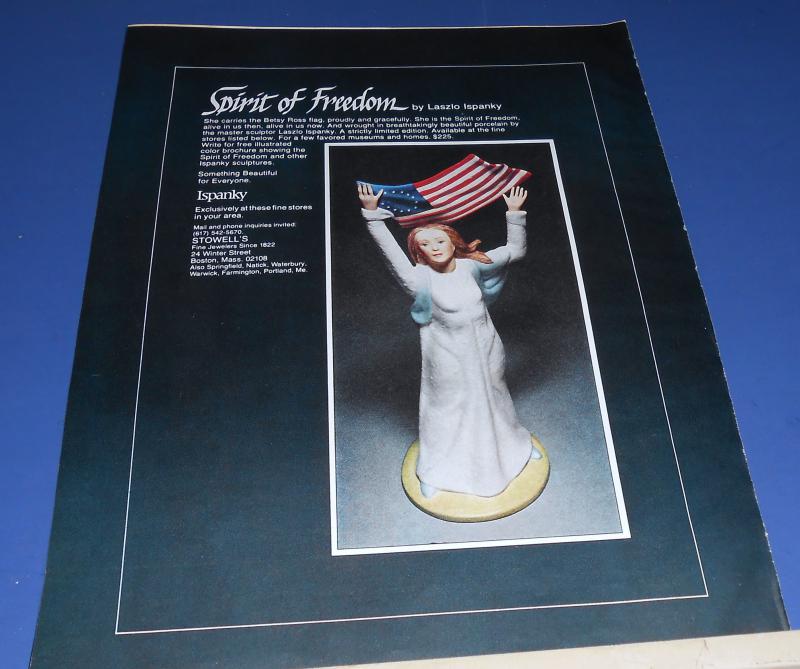 Spirit of Freedom by Laszlo Ispanky
She carries the Betsy Ross flag, proudly and gracefully. She is the Spirit of Freedom,
alive in us then, alive in us now. And wrought in breathtakingly beautiful porcelain by
the master sculptor Laszlo Ispanky. A strictly limited edition. Available at the fine
stores listed below. For a few favored museums and homes. $225.
Write for free illustrated
color brochure showing the
Spirit of Freedom and other
Ispanky sculptures.
Something Beautiful
for Everyone.
Ispanky
Exclusively at these fine stores
in your area.
Mail and phone inquiries invited:
(617) 542-5670.
STOWELL'S
Fine Jewelers Since 1822
24 Winter Street
Boston, Mass. 02108
Also Springfield, Natick, Waterbury,
Warwick, Farmington, Portland, Me.